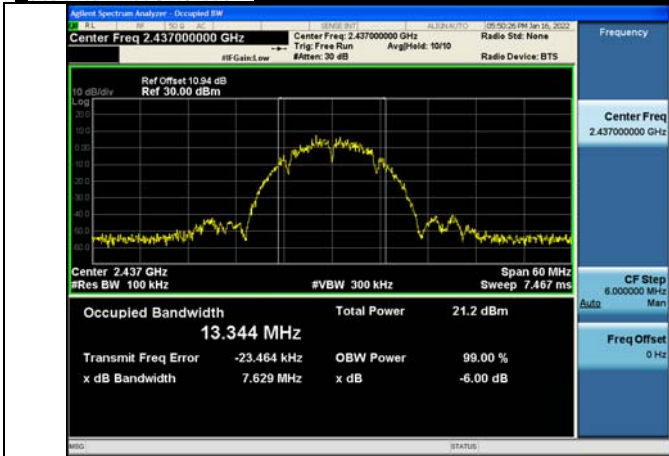 Agilent Spectrum Analyzer - Occupied BW
RL RF 50 Ω AC SENSE:INT ALIGN AUTO 05:50:26 PM Jan 16, 2022
Center Freq 2.437000000 GHz
Center Freq: 2.437000000 GHz
Radio Std: None
Trig: Free Run Avg|Hold: 10/10
#IFGain:Low #Atten: 30 dB Radio Device: BTS
Frequency
Ref Offset 10.94 dB
10 dB/div Ref 30.00 dBm
Log
20.0
10.0
0.00
-10.0
-20.0
-30.0
-40.0
-50.0
-60.0
Center Freq
2.437000000 GHz
Center 2.437 GHz Span 60 MHz
#Res BW 100 kHz #VBW 300 kHz Sweep 7.467 ms
CF Step
6.000000 MHz
Auto Man
Occupied Bandwidth Total Power 21.2 dBm
13.344 MHz
Transmit Freq Error -23.464 kHz OBW Power 99.00 %
x dB Bandwidth 7.629 MHz x dB -6.00 dB
Freq Offset
0 Hz
MSG STATUS